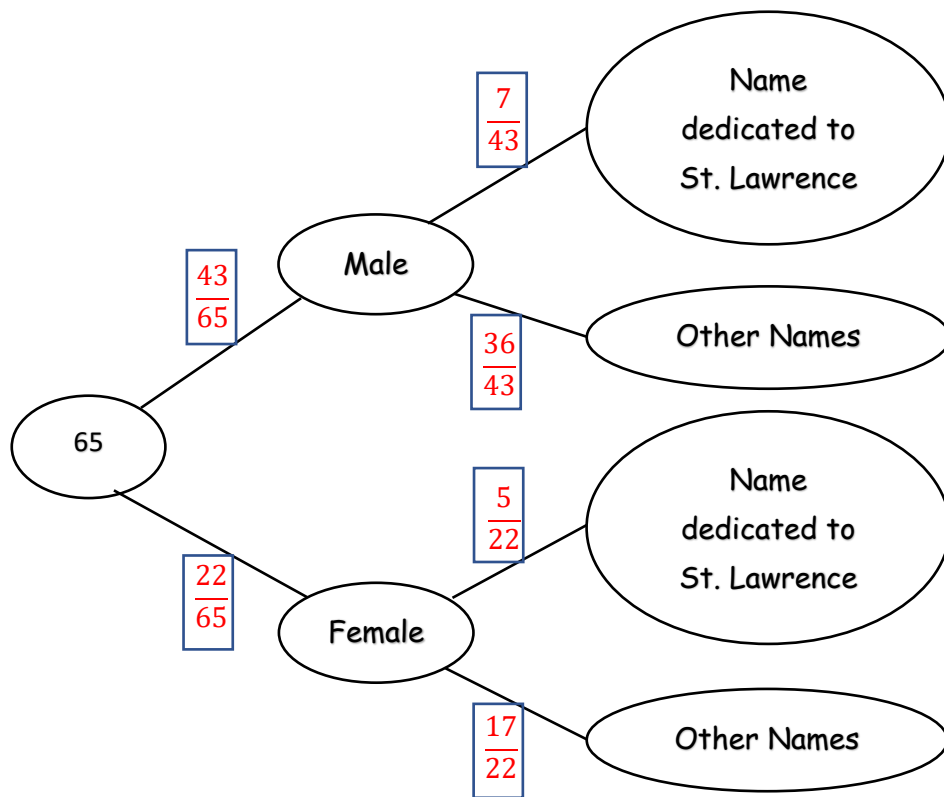 Name
dedicated to
St. Lawrence
7
43
Male
43
65
Other Names
36
43
65
Name
dedicated to
St. Lawrence
5
22
22
65
Female
17
22
Other Names